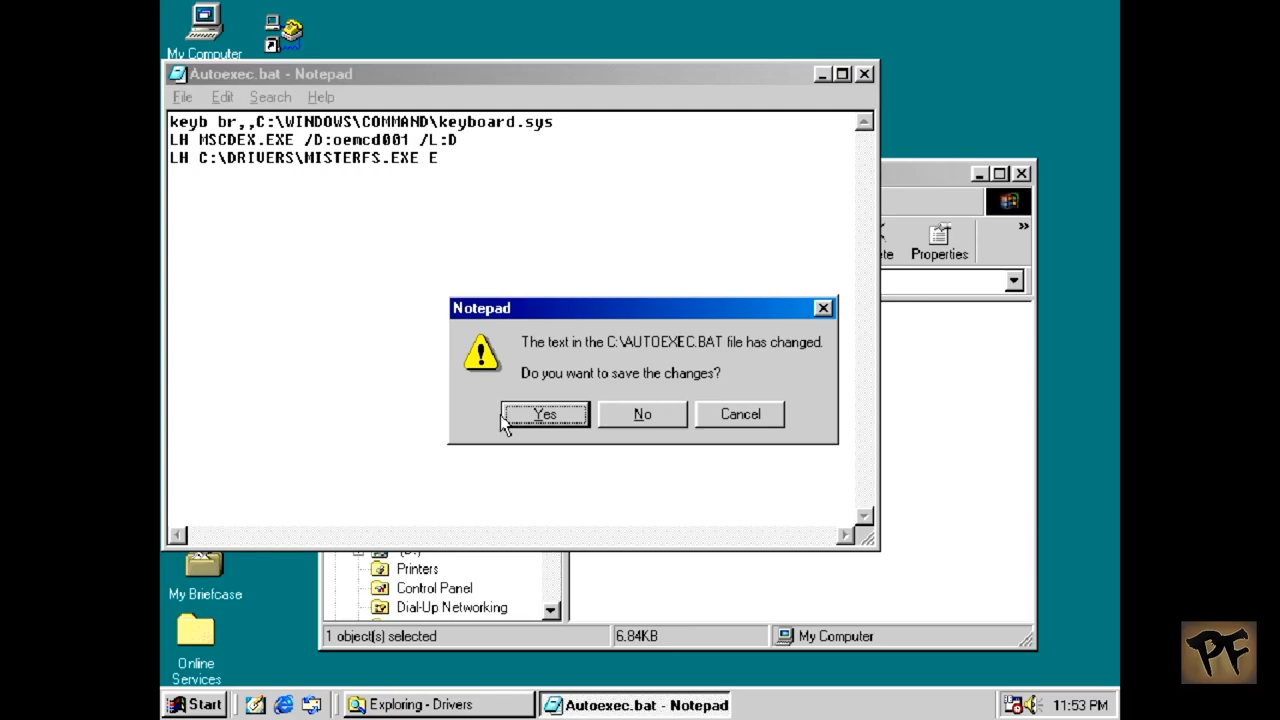 My Computer
Autoexec.bat - Notepad
File Edit Search Help
keyb br,,C:\WINDOWS\COMMAND\keyboard.sys
LH MSCDEX.EXE /D:oemcd001 /L:D
LH C:\DRIVERS\MISTERFS.EXE E
Properties
»
Notepad
The text in the C:\AUTOEXEC.BAT file has changed.
Do you want to save the changes?
Yes No Cancel
Printers
Control Panel
Dial-Up Networking
My Briefcase
1 object(s) selected 6.84KB My Computer
Online
Services
PF
Start Exploring - Drivers Autoexec.bat - Notepad 11:53 PM